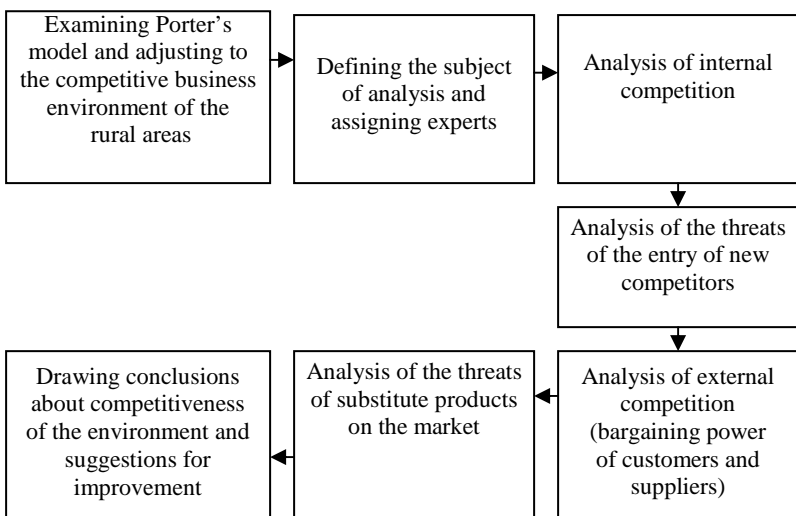 Examining Porter's
model and adjusting to
the competitive business
environment of the
rural areas
Defining the subject
of analysis and
assigning experts
Analysis of internal
competition
Analysis of the threats
of the entry of new
competitors
Analysis of external
competition
(bargaining power
of customers and
suppliers)
Analysis of the threats
of substitute products
on the market
Drawing conclusions
about competitiveness
of the environment and
suggestions for
improvement